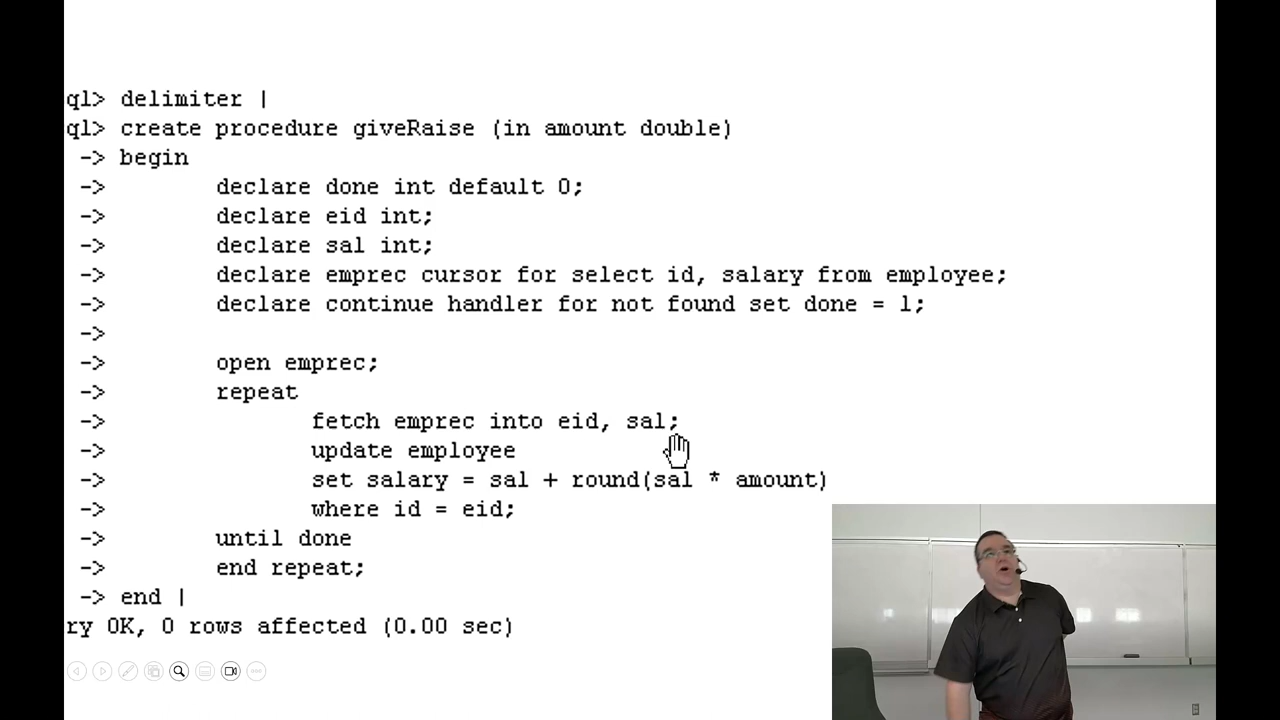 ql> delimiter |
ql> create procedure giveRaise (in amount double)
-> begin
-> declare done int default 0;
-> declare eid int;
-> declare sal int;
-> declare emprec cursor for select id, salary from employee;
-> declare continue handler for not found set done = 1;
->
-> open emprec;
-> repeat
-> fetch emprec into eid, sal;
-> update employee
-> set salary = sal + round(sal * amount)
-> where id = eid;
-> until done
-> end repeat;
-> end |
ry OK, 0 rows affected (0.00 sec)